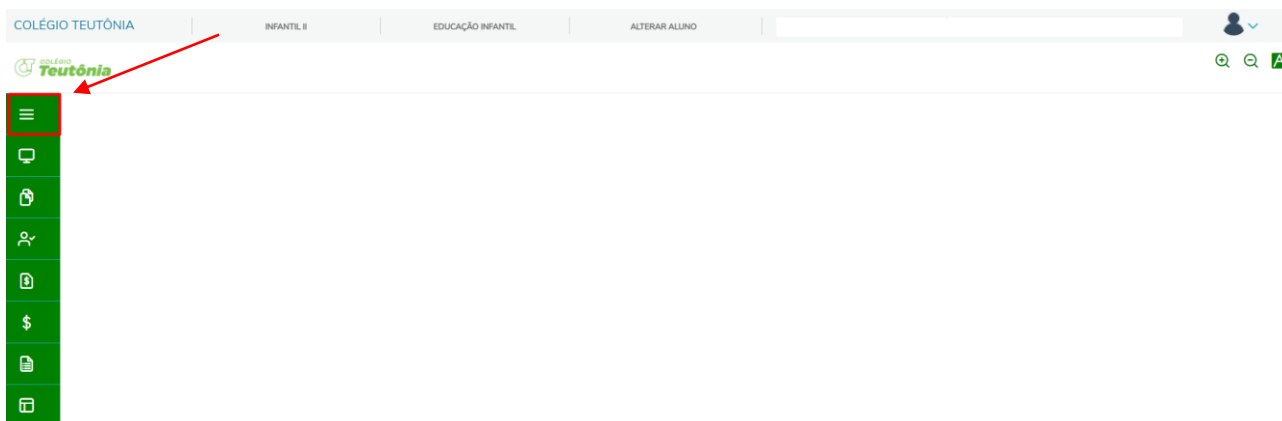 COLÉGIO TEUTÔNIA INFANTIL II EDUCAÇÃO INFANTIL ALTERAR ALUNO
COLÉGIO
Teutônia
A